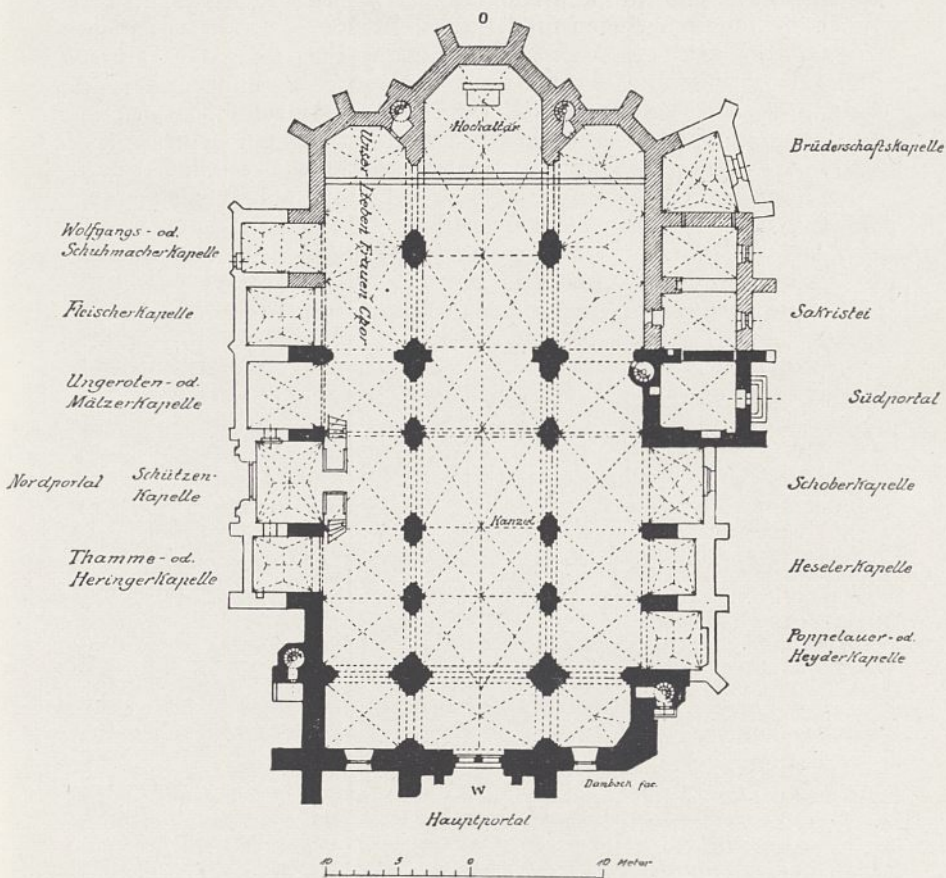 O
Hochaltar
Unser Lieben Frauen Chor
Brüderschaftskapelle
Wolfgangs- od.
Schuhmacherkapelle
Fleischerkapelle
Sakristei
Ungeroten- od.
Mälzerkapelle
Südportal
Nordportal
Schützen-
Kapelle
Schoberkapelle
Kanzel
Thamme- od.
Heringerkapelle
Heselerkapelle
Poppelauer- od.
Heyderkapelle
W
Dambsch fec.
Hauptportal
10 5 0 10 Meter